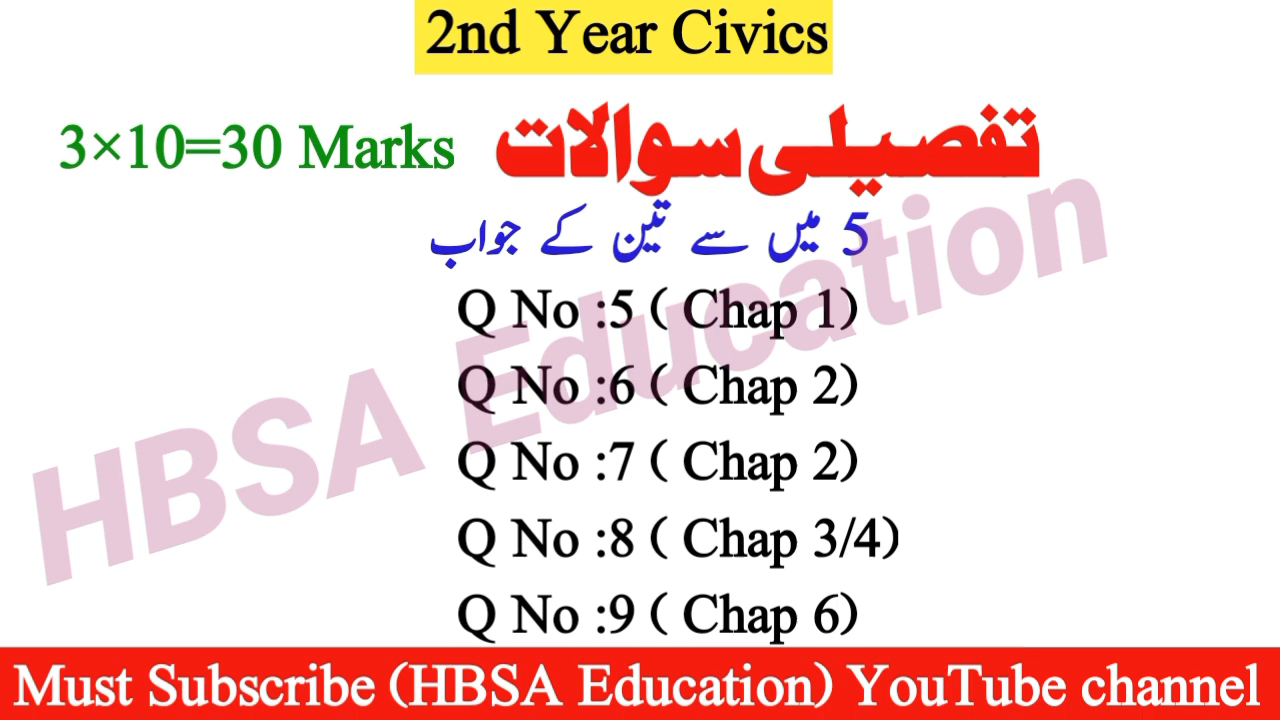 2nd Year Civics
3×10=30 Marks تفصیلی سوالات
5 میں سے تین کے جواب
Q No :5 ( Chap 1)
Q No :6 ( Chap 2)
Q No :7 ( Chap 2)
Q No :8 ( Chap 3/4)
Q No :9 ( Chap 6)
HBSA Education
Must Subscribe (HBSA Education) YouTube channel